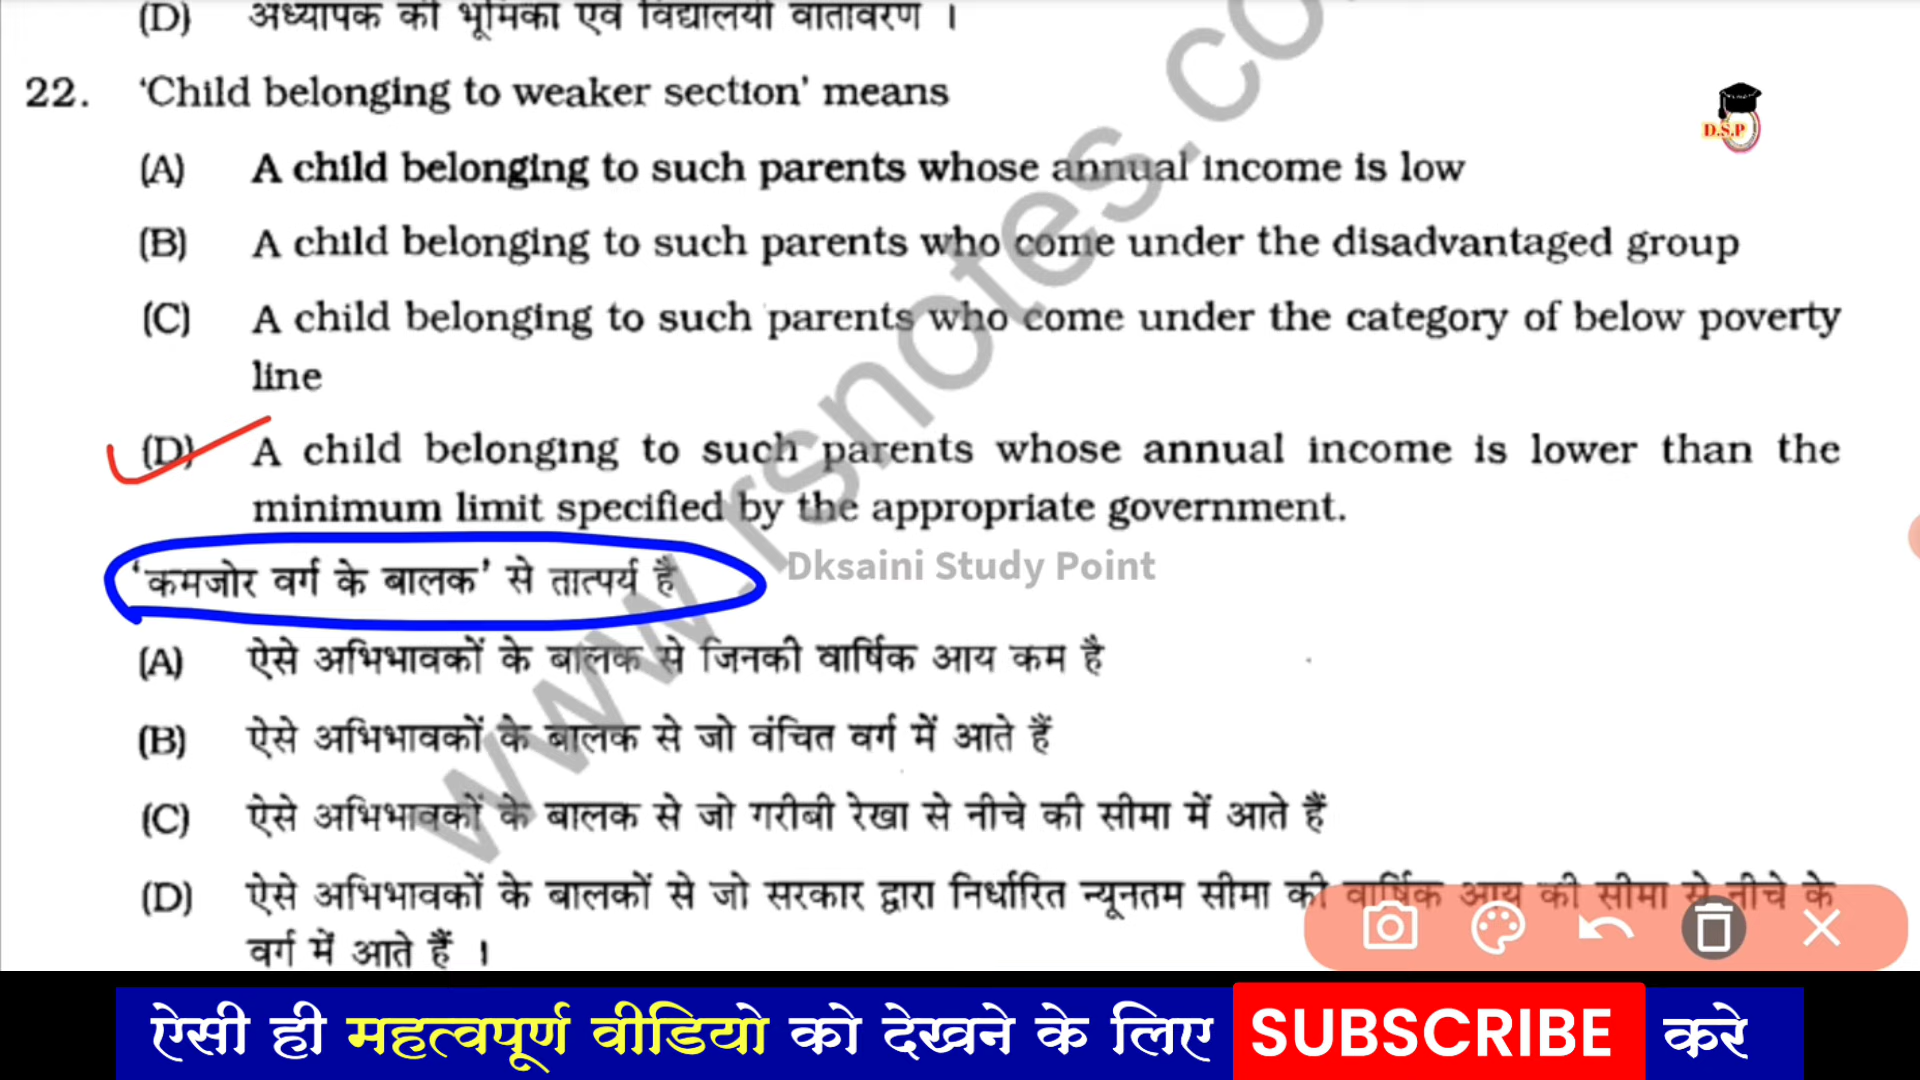 (D) अध्यापक की भूमिका एवं विद्यालयी वातावरण ।
22. ‘Child belonging to weaker section’ means
D.S.P
(A) A child belonging to such parents whose annual income is low
(B) A child belonging to such parents who come under the disadvantaged group
(C) A child belonging to such parents who come under the category of below poverty
line
(D) A child belonging to such parents whose annual income is lower than the
minimum limit specified by the appropriate government.
‘कमजोर वर्ग के बालक’ से तात्पर्य है
Dksaini Study Point
(A) ऐसे अभिभावकों के बालक से जिनकी वार्षिक आय कम है
(B) ऐसे अभिभावकों के बालक से जो वंचित वर्ग में आते हैं
(C) ऐसे अभिभावकों के बालक से जो गरीबी रेखा से नीचे की सीमा में आते हैं
(D) ऐसे अभिभावकों के बालकों से जो सरकार द्वारा निर्धारित न्यूनतम सीमा की वार्षिक आय की सीमा से नीचे के
वर्ग में आते हैं ।
www.rsnotes.co
ऐसी ही महत्वपूर्ण वीडियो को देखने के लिए SUBSCRIBE करे